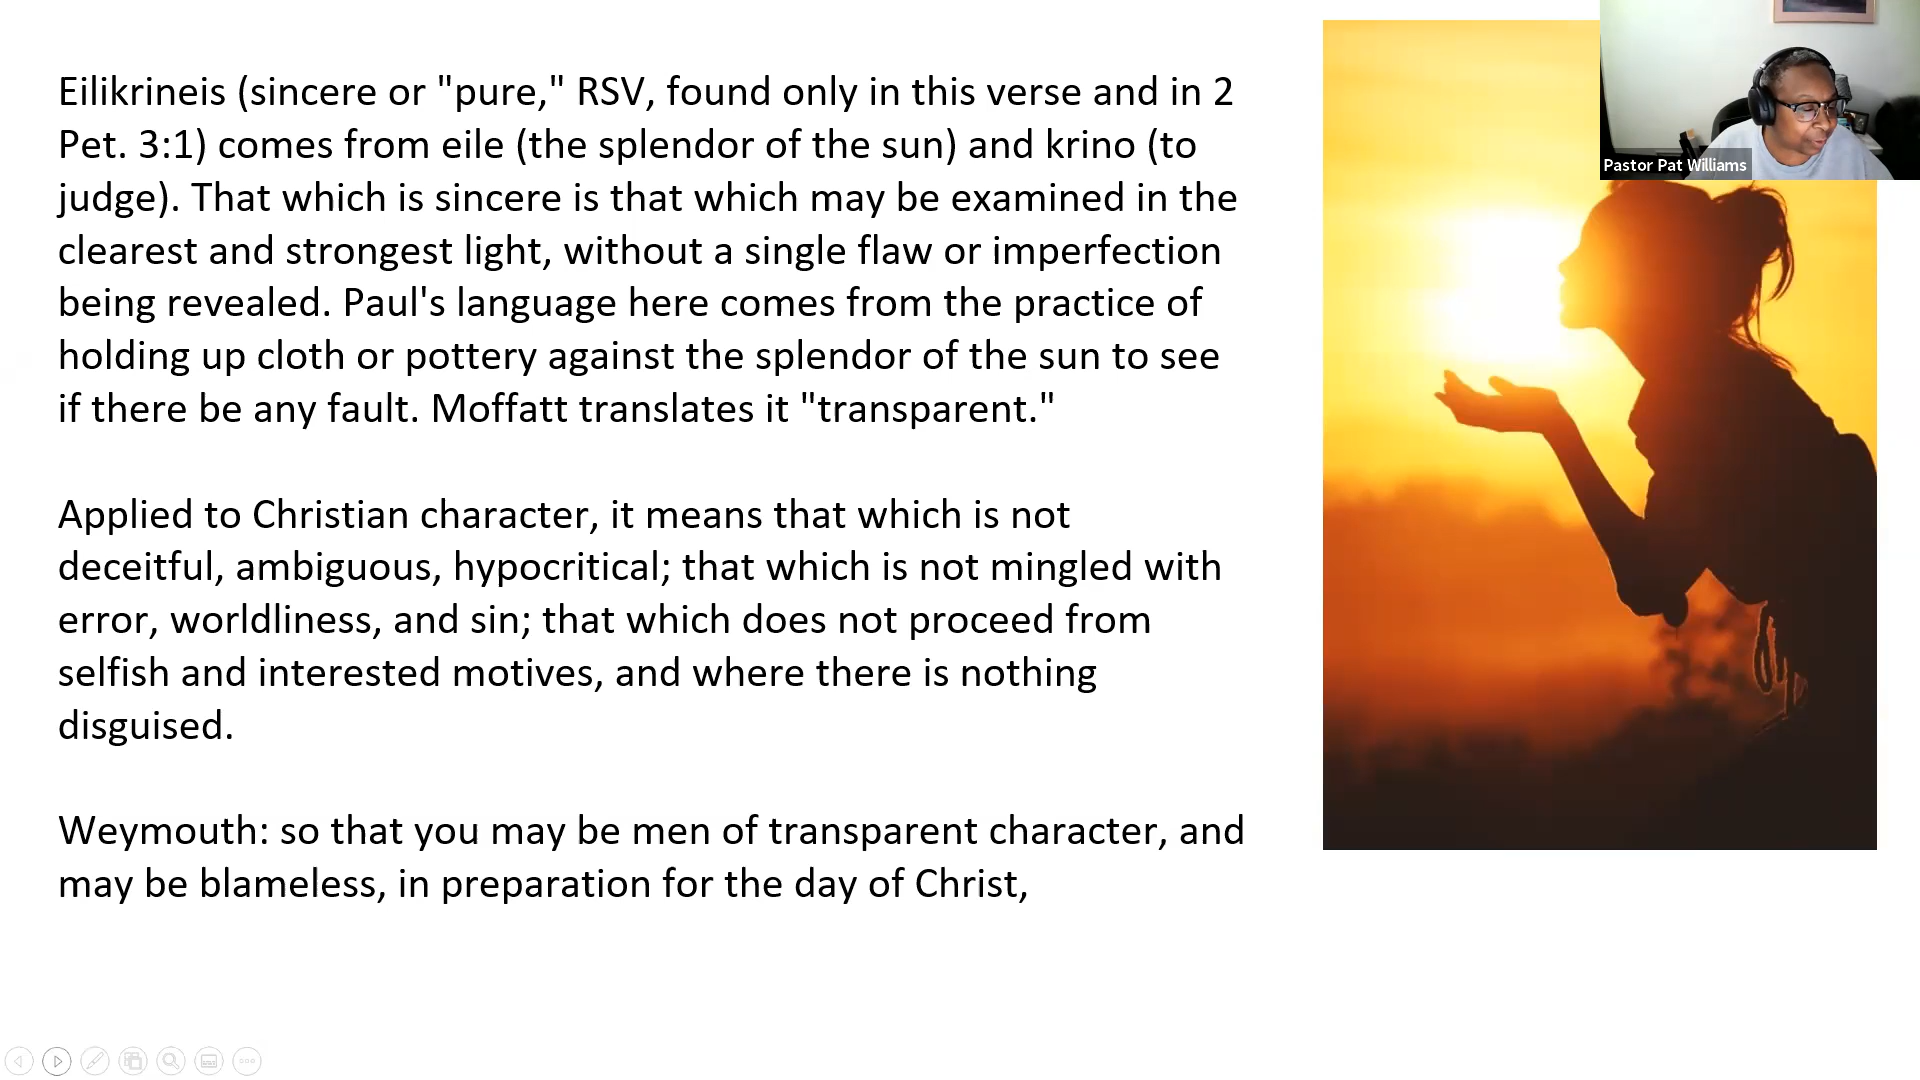 Eilikrineis (sincere or "pure," RSV, found only in this verse and in 2
Pet. 3:1) comes from eile (the splendor of the sun) and krino (to
judge). That which is sincere is that which may be examined in the
clearest and strongest light, without a single flaw or imperfection
being revealed. Paul's language here comes from the practice of
holding up cloth or pottery against the splendor of the sun to see
if there be any fault. Moffatt translates it "transparent."
Applied to Christian character, it means that which is not
deceitful, ambiguous, hypocritical; that which is not mingled with
error, worldliness, and sin; that which does not proceed from
selfish and interested motives, and where there is nothing
disguised.
Weymouth: so that you may be men of transparent character, and
may be blameless, in preparation for the day of Christ,
Pastor Pat Williams